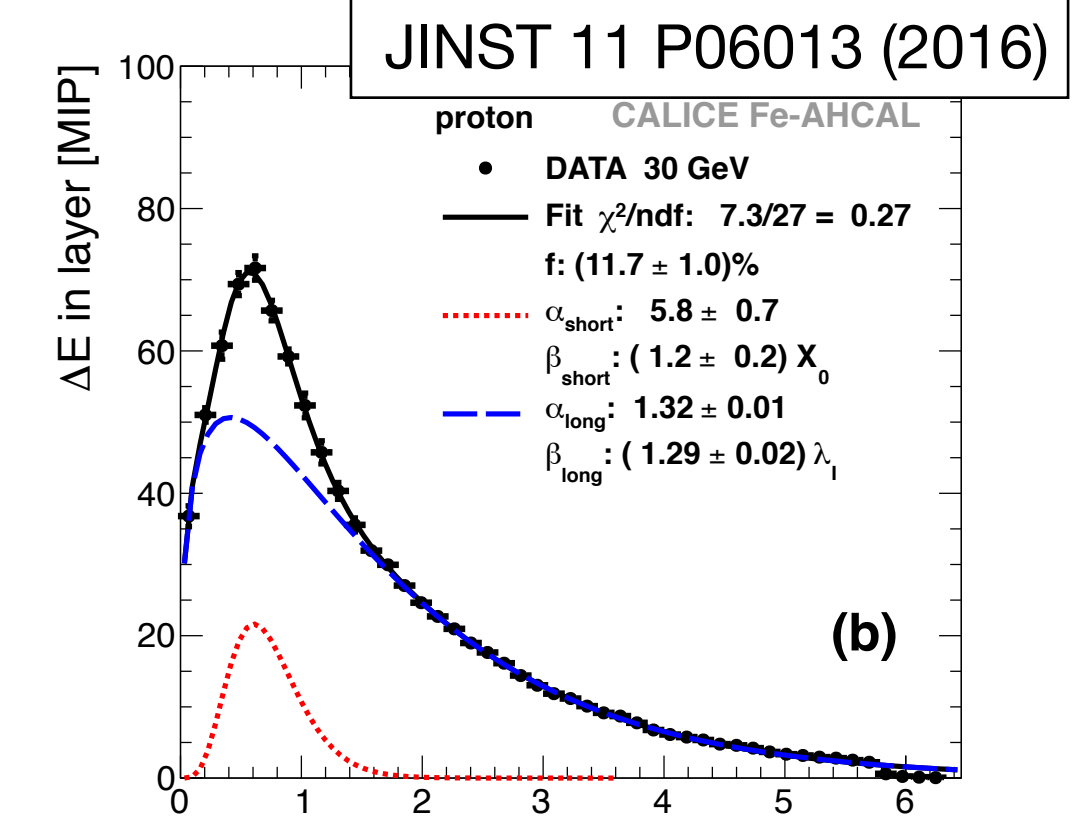 JINST 11 P06013 (2016)
100
80
60
40
20
0
ΔE in layer [MIP]
proton
CALICE Fe-AHCAL
DATA 30 GeV
Fit χ²/ndf: 7.3/27 = 0.27
f: (11.7 ± 1.0)%
α_short: 5.8 ± 0.7
β_short: ( 1.2 ± 0.2) X_0
α_long: 1.32 ± 0.01
β_long: ( 1.29 ± 0.02) λ_I
(b)
0 1 2 3 4 5 6